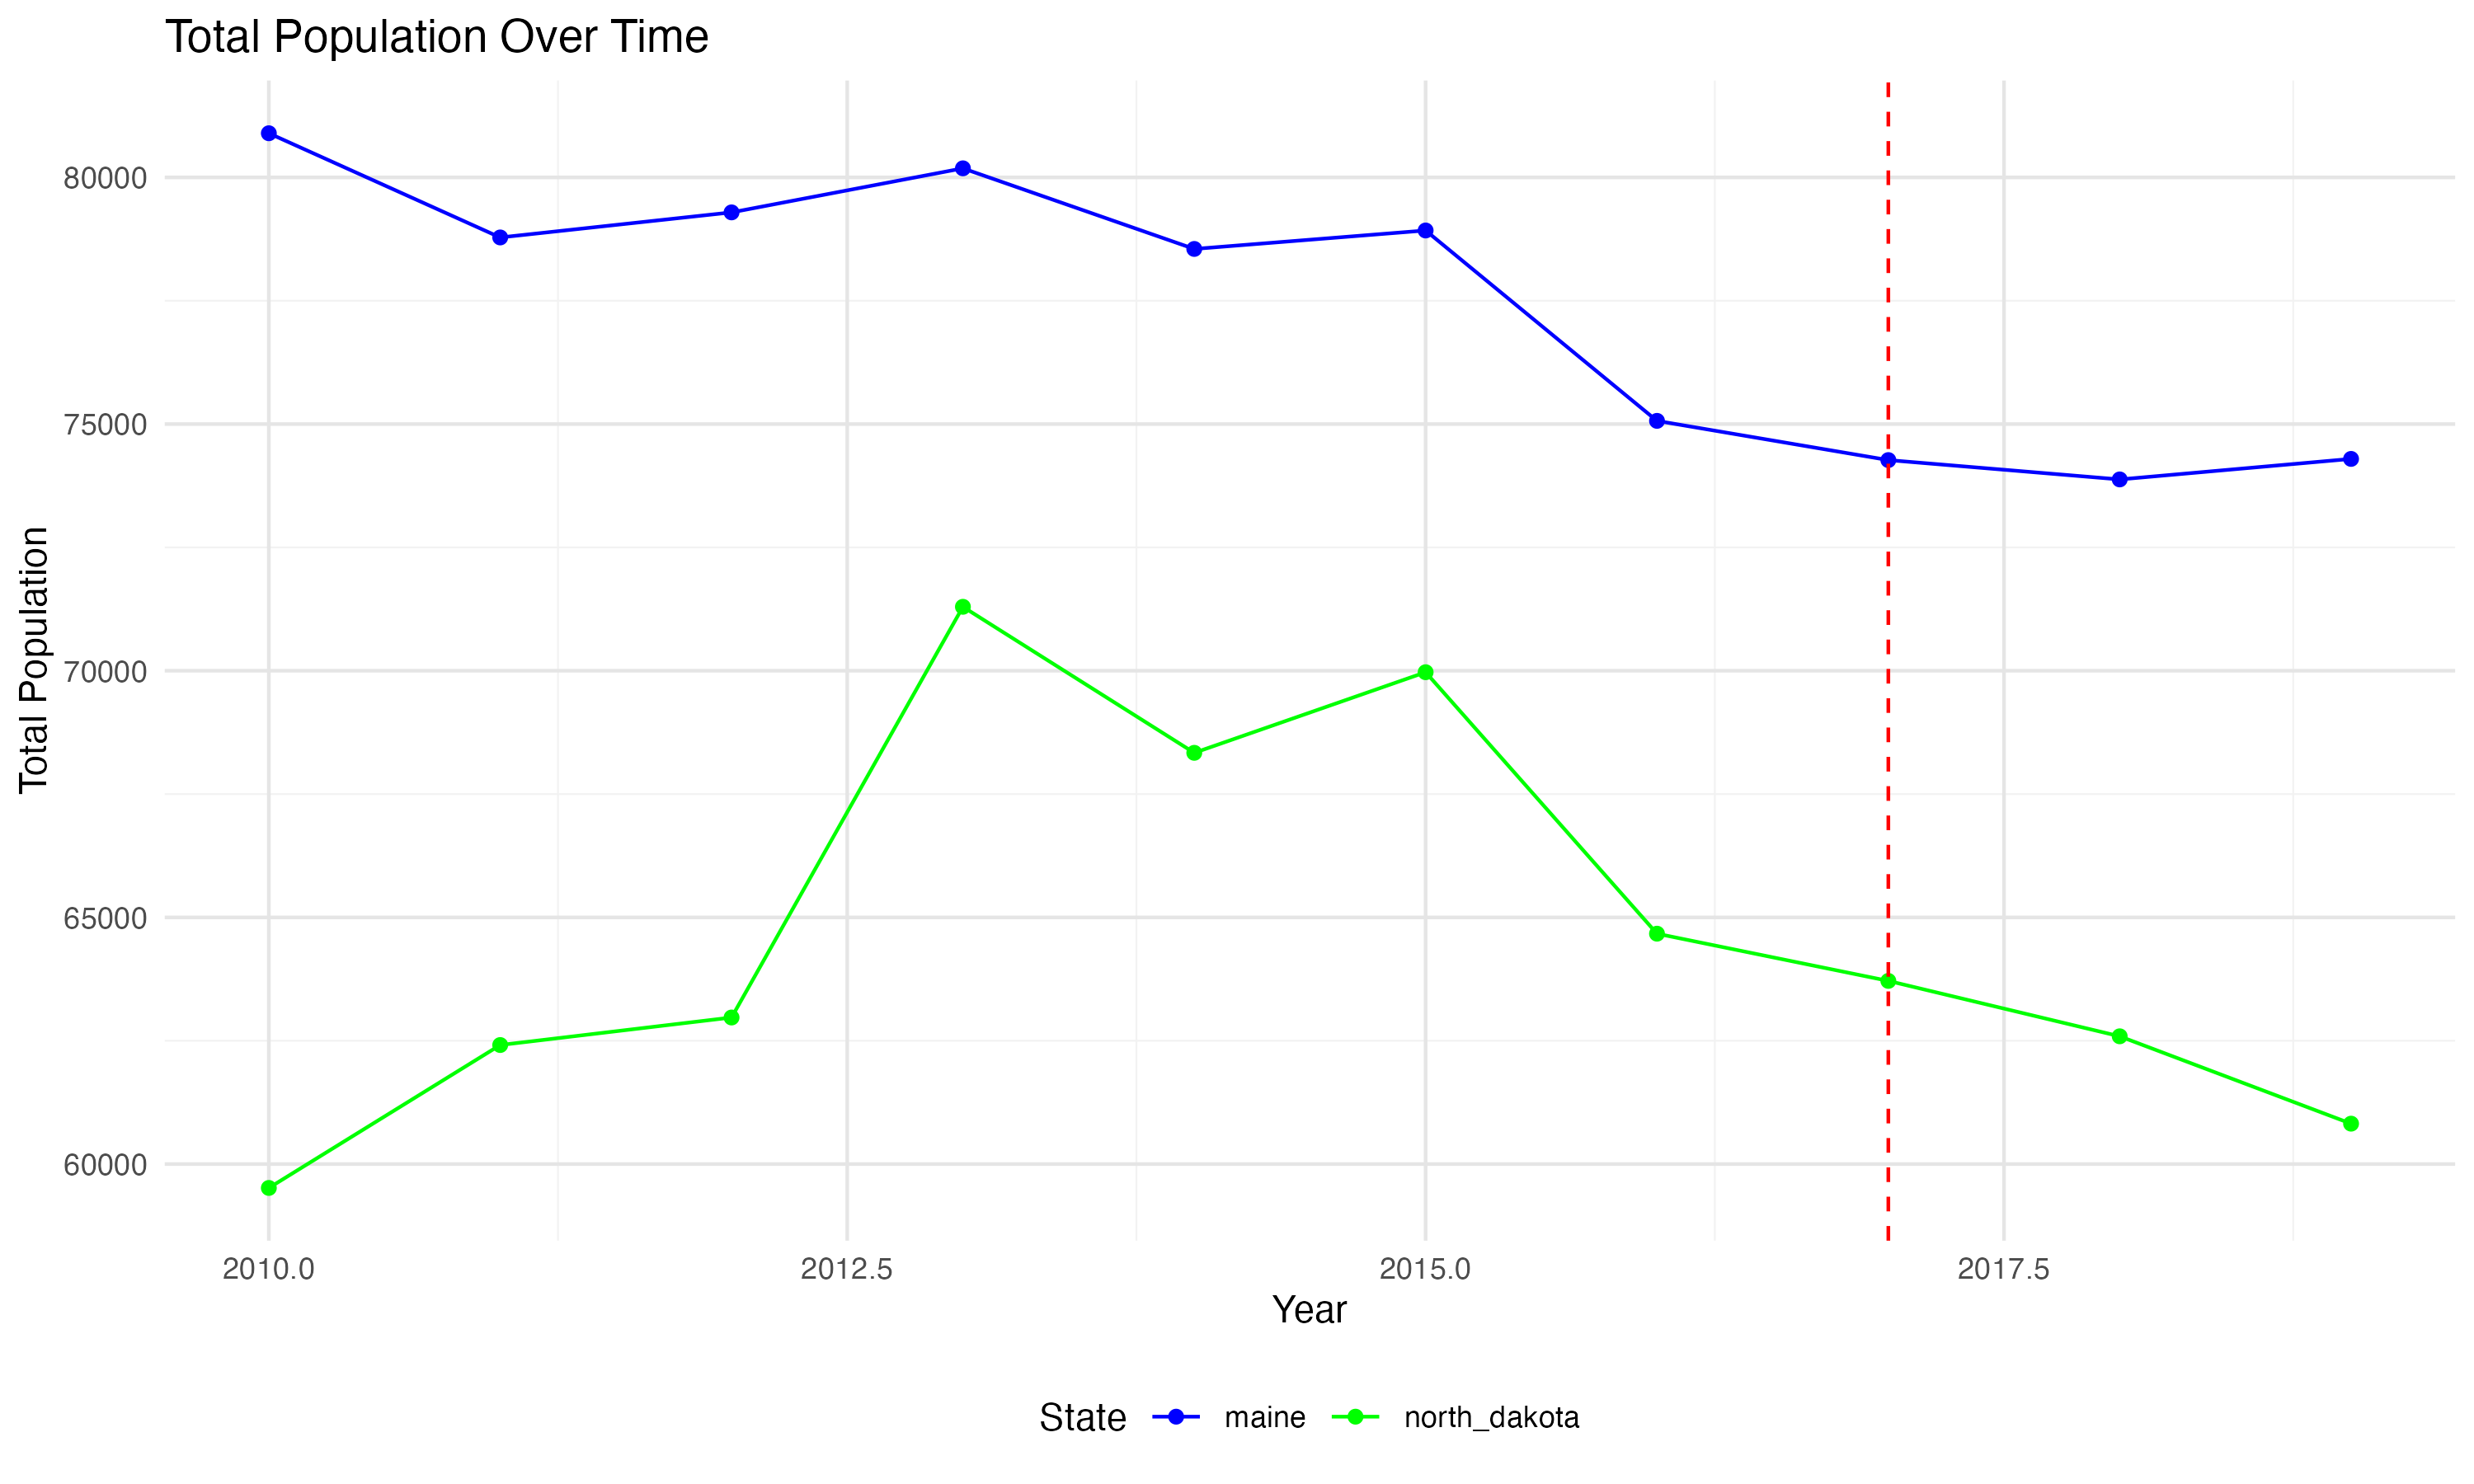 Total Population Over Time
Total Population
80000
75000
70000
65000
60000
2010.0 2012.5 2015.0 2017.5
Year
State maine north_dakota